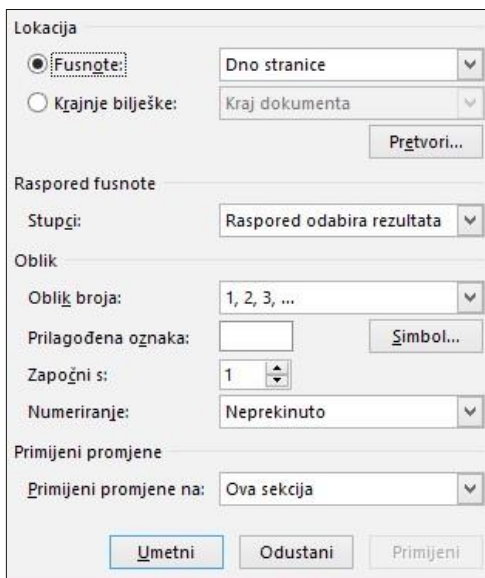 Lokacija
Fusnote: Dno stranice
Krajnje bilješke: Kraj dokumenta
Pretvori...
Raspored fusnote
Stupci: Raspored odabira rezultata
Oblik
Oblik broja: 1, 2, 3, ...
Prilagođena oznaka: Simbol...
Započni s: 1
Numeriranje: Neprekinuto
Primijeni promjene
Primijeni promjene na: Ova sekcija
Umetni Odustani Primijeni